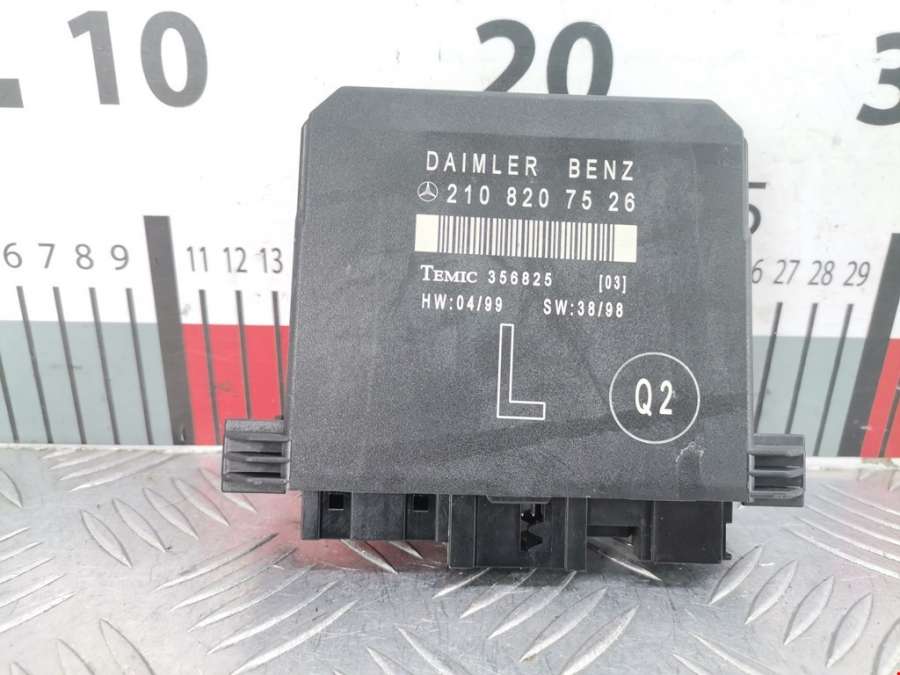 10 20 30
DAIMLER BENZ
210 820 75 26
TEMIC 356825 [03]
HW:04/99 SW:38/98
L
Q2
6 7 8 9 11 12 13 27 28 29